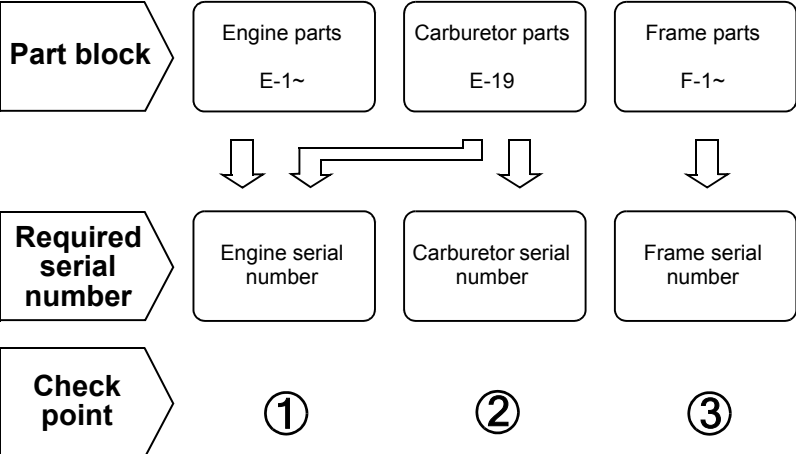 Part block
Engine parts
E-1~
Carburetor parts
E-19
Frame parts
F-1~
Required
serial
number
Engine serial
number
Carburetor serial
number
Frame serial
number
Check
point
①
②
③